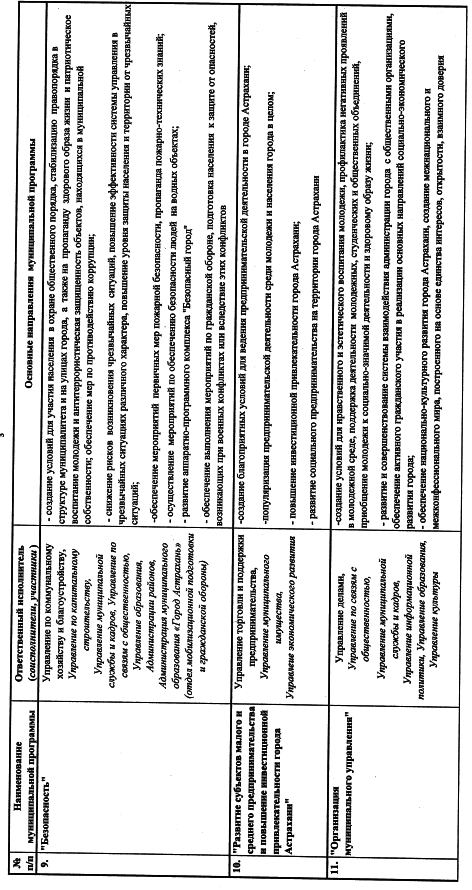 3
№
п/п
Наименование
муниципальной программы
Ответственный исполнитель
(соисполнители, участники)
Основные направления муниципальной программы
9.
"Безопасность"
Управление по коммунальному
хозяйству и благоустройству,
Управление по капитальному
строительству,
Управление муниципальной
службы и кадров, Управление по
связям с общественностью,
Управление образования,
Администрации районов,
Администрация муниципального
образования «Город Астрахань»
(отдел мобилизационной подготовки
и гражданской обороны)
- создание условий для участия населения в охране общественного порядка, стабилизацию правопорядка в
структуре муниципалитета и на улицах города, а также на пропаганду здорового образа жизни и патриотическое
воспитание молодежи и антитеррористическая защищенность объектов, находящихся в муниципальной
собственности; обеспечение мер по противодействию коррупции;
- снижение рисков возникновения чрезвычайных ситуаций, повышение эффективности системы управления в
чрезвычайных ситуациях различного характера, повышение уровня защиты населения и территории от чрезвычайных
ситуаций;
-обеспечение мероприятий первичных мер пожарной безопасности, пропаганда пожарно-технических знаний;
- осуществление мероприятий по обеспечению безопасности людей на водных объектах;
- развитие аппаратно-программного комплекса "Безопасный город"
- обеспечение выполнения мероприятий по гражданской обороне, подготовка населения к защите от опасностей,
возникающих при военных конфликтах или вследствие этих конфликтов
10.
"Развитие субъектов малого и
среднего предпринимательства
и повышение инвестиционной
привлекательности города
Астрахани"
Управление торговли и поддержки
предпринимательства,
Управление муниципального
имущества,
Управление экономического развития
-создание благоприятных условий для ведения предпринимательской деятельности в городе Астрахани;
-популяризация предпринимательской деятельности среди молодежи и населения города в целом;
- повышение инвестиционной привлекательности города Астрахани;
- развитие социального предпринимательства на территории города Астрахани
11.
"Организация
муниципального управления"
Управление делами,
Управление по связям с
общественностью,
Управление муниципальной
службы и кадров,
Управление информационной
политики, Управление образования,
Управление культуры
-создание условий для нравственного и эстетического воспитания молодежи, профилактика негативных проявлений
в молодежной среде, поддержка деятельности молодежных, студенческих и общественных объединений,
приобщение молодежи к социально-значимой деятельности и здоровому образу жизни;
- развитие и совершенствование системы взаимодействия администрации города с общественными организациями,
обеспечение активного гражданского участия в реализации основных направлений социально-экономического
развития города;
- обеспечение национально-культурного развития города Астрахани, создание межнационального и
межконфессионального мира, построенного на основе единства интересов, открытости, взаимного доверия